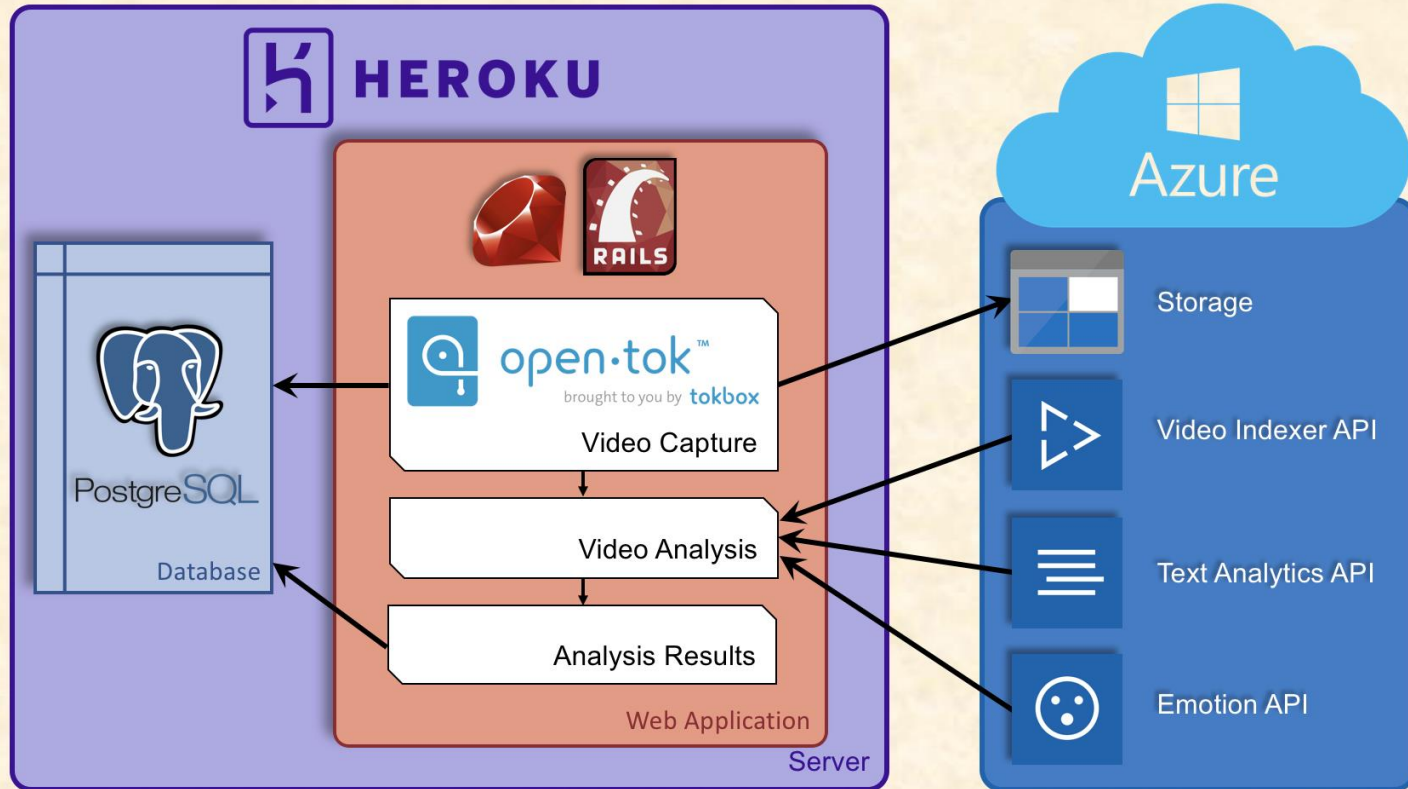 HEROKU
RAILS
open·tok™
brought to you by tokbox
Video Capture
PostgreSQL
Database
Video Analysis
Analysis Results
Web Application
Server
Azure
Storage
Video Indexer API
Text Analytics API
Emotion API